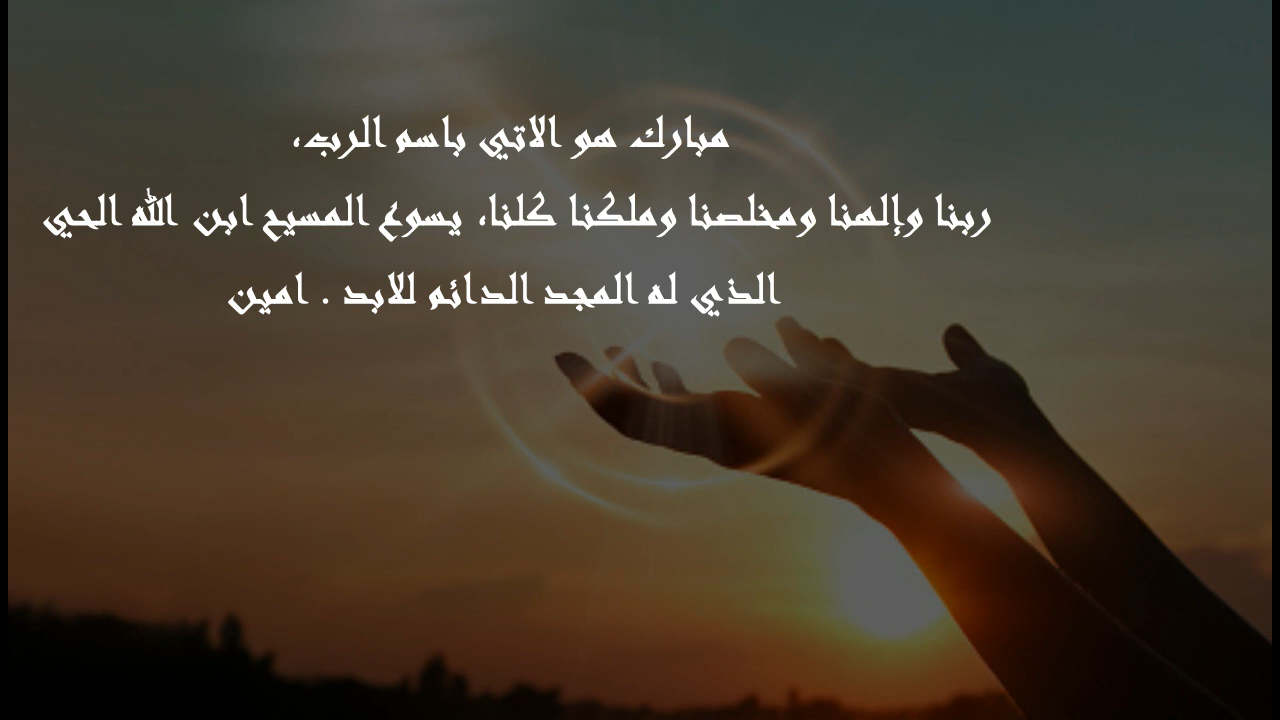 مبارك هو الاتي باسم الرب،
ربنا وإلهنا ومخلصنا وملكنا كلنا، يسوع المسيح ابن الله الحي
الذي له المجد الدائم للابد . امين